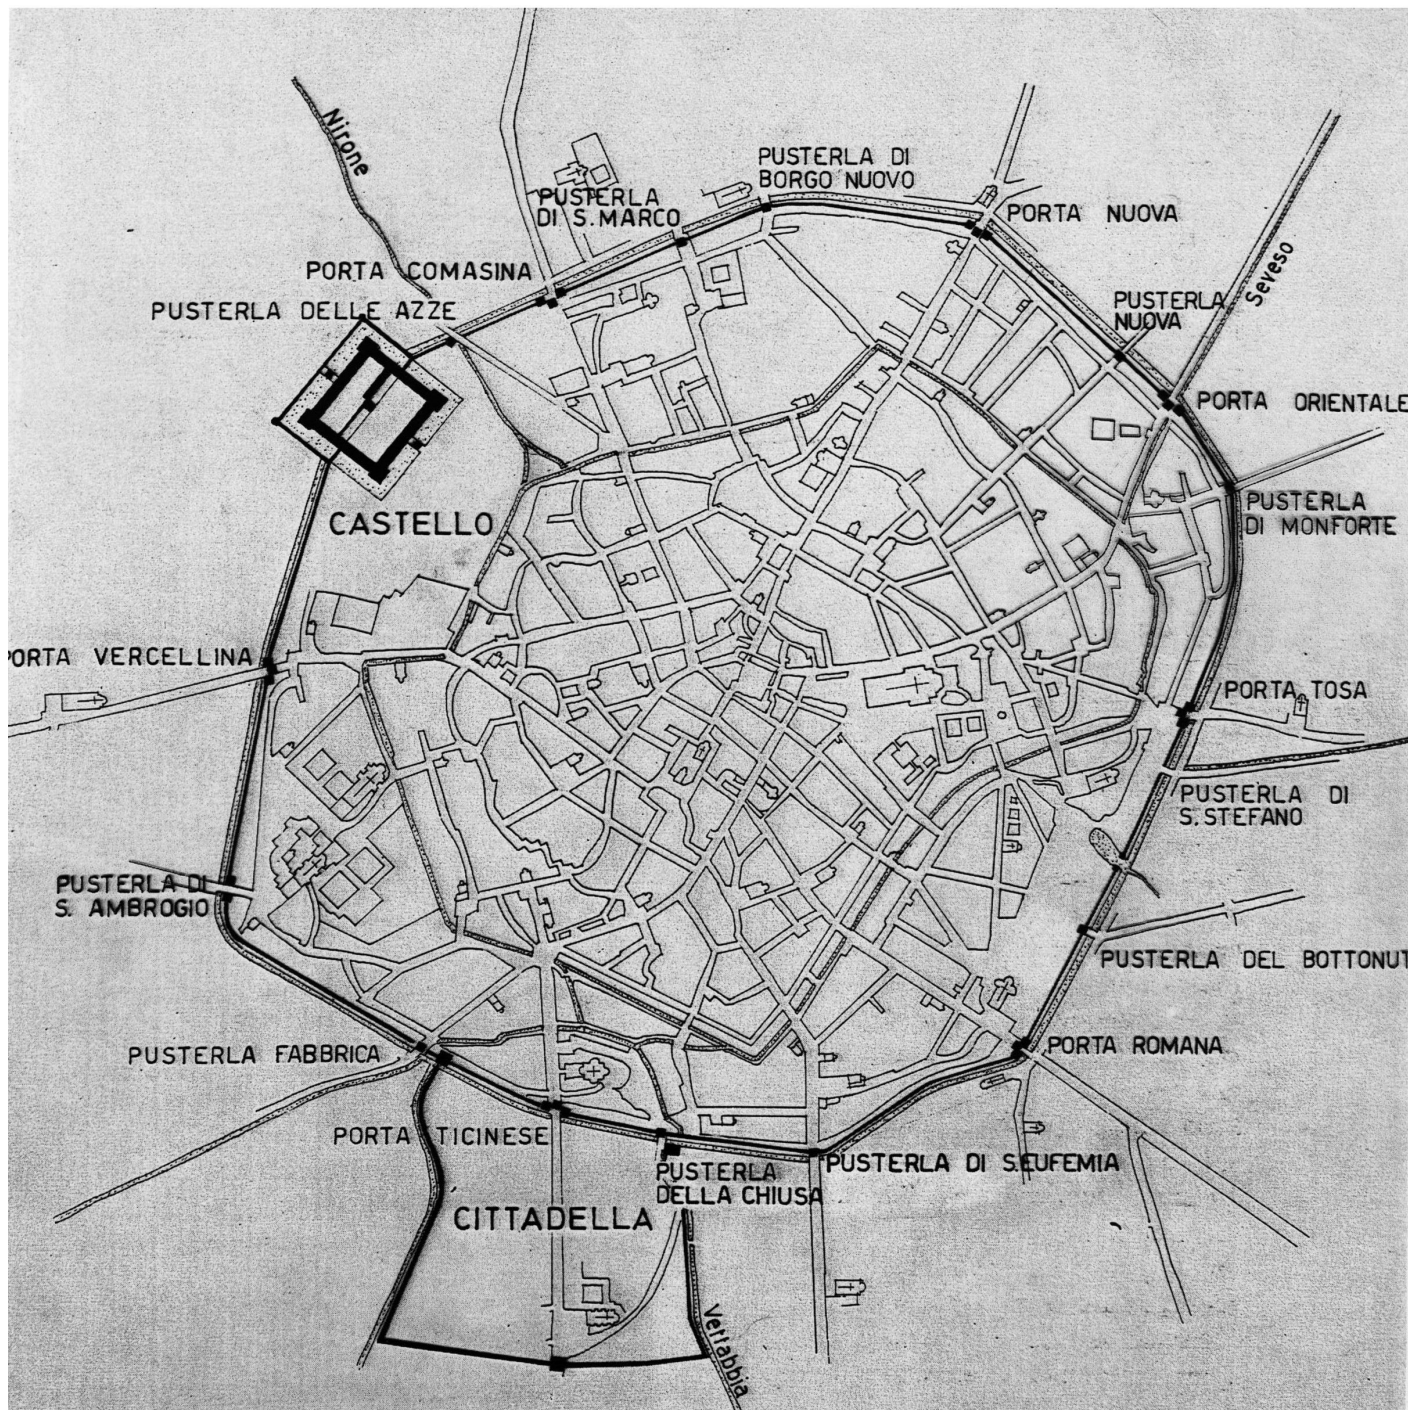 Nirone
PUSTERLA DI
BORGO NUOVO
PUSTERLA
DI S. MARCO
PORTA NUOVA
Seveso
PORTA COMASINA
PUSTERLA DELLE AZZE
PUSTERLA
NUOVA
PORTA ORIENTALE
CASTELLO
PUSTERLA
DI MONFORTE
PORTA VERCELLINA
PORTA TOSA
PUSTERLA DI
S. STEFANO
PUSTERLA DI
S. AMBROGIO
PUSTERLA DEL BOTTONUT
PUSTERLA FABBRICA
PORTA ROMANA
PORTA TICINESE
PUSTERLA DI S. EUFEMIA
PUSTERLA
DELLA CHIUSA
CITTADELLA
Vettabbia